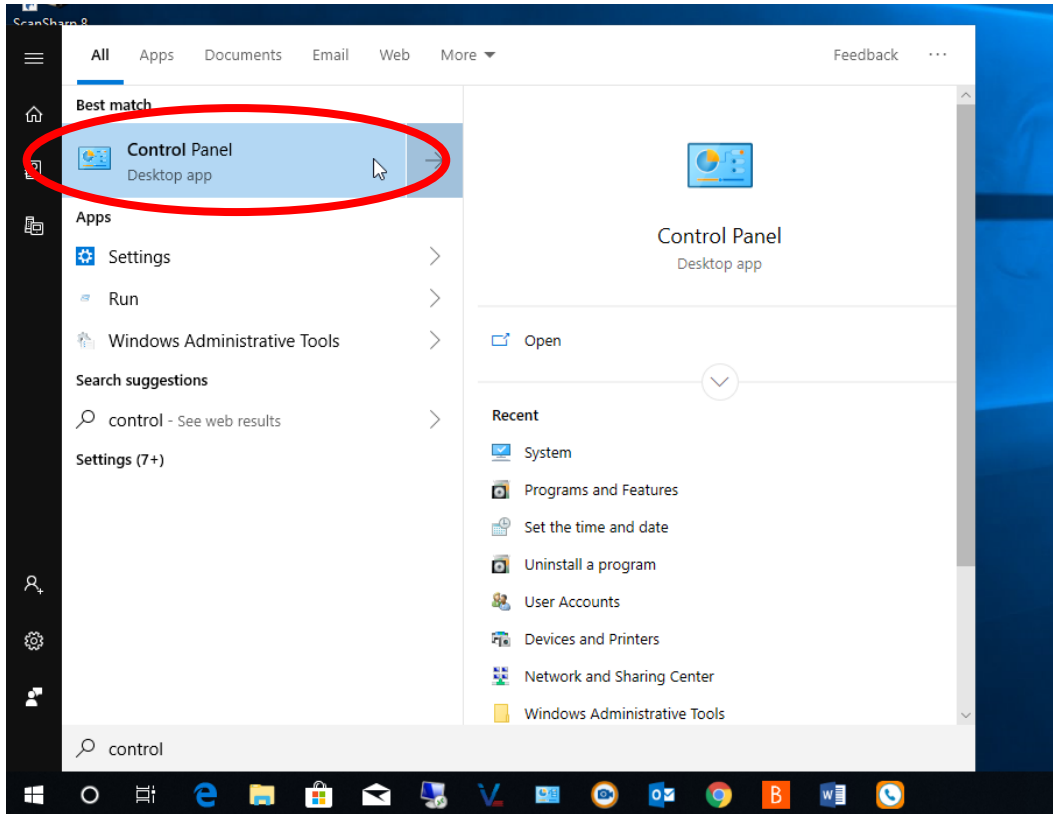 ScanSharp 8
All Apps Documents Email Web More Feedback ...
Best match
Control Panel
Desktop app
Apps
Settings
Run
Windows Administrative Tools
Search suggestions
control - See web results
Settings (7+)
Control Panel
Desktop app
Open
Recent
System
Programs and Features
Set the time and date
Uninstall a program
User Accounts
Devices and Printers
Network and Sharing Center
Windows Administrative Tools
control